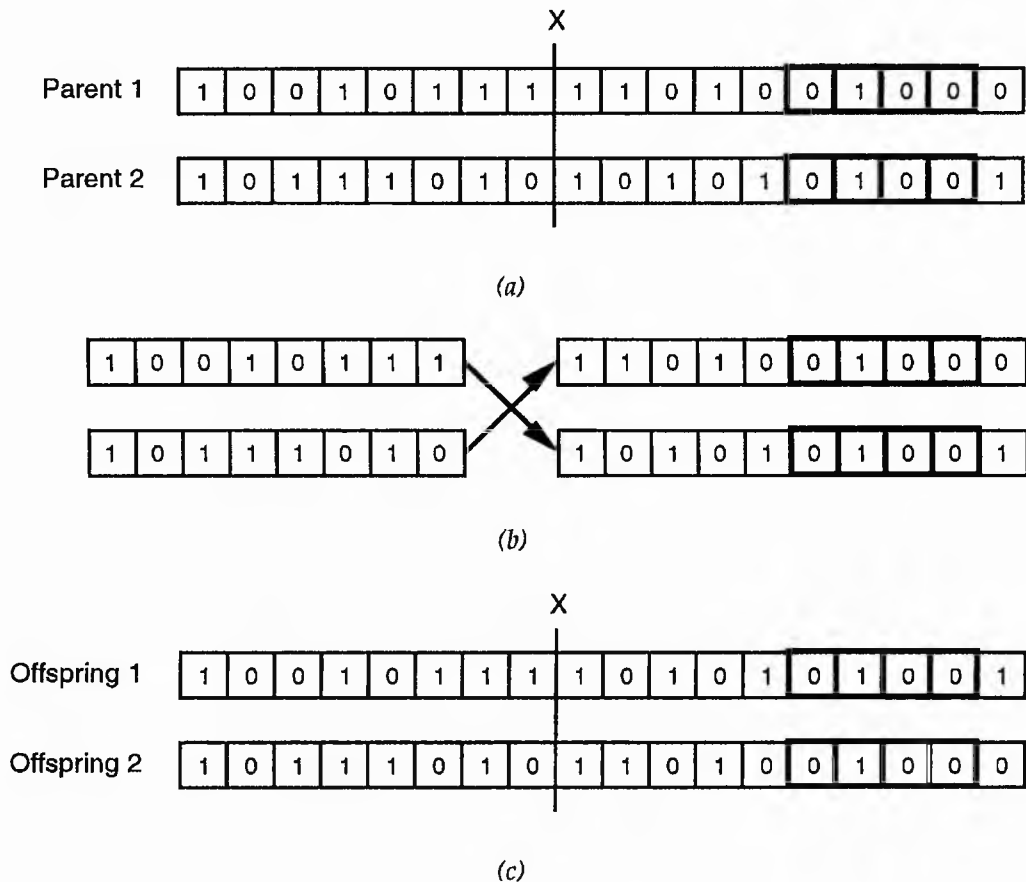 X
Parent 1 1 0 0 1 0 1 1 1 1 1 0 1 0 0 1 0 0 0
Parent 2 1 0 1 1 1 0 1 0 1 0 1 0 1 0 1 0 0 1
(a)
1 0 0 1 0 1 1 1 1 1 0 1 0 0 1 0 0 0
1 0 1 1 1 0 1 0 1 0 1 0 1 0 1 0 0 1
(b)
X
Offspring 1 1 0 0 1 0 1 1 1 1 0 1 0 1 0 1 0 0 1
Offspring 2 1 0 1 1 1 0 1 0 1 1 0 1 0 0 1 0 0 0
(c)